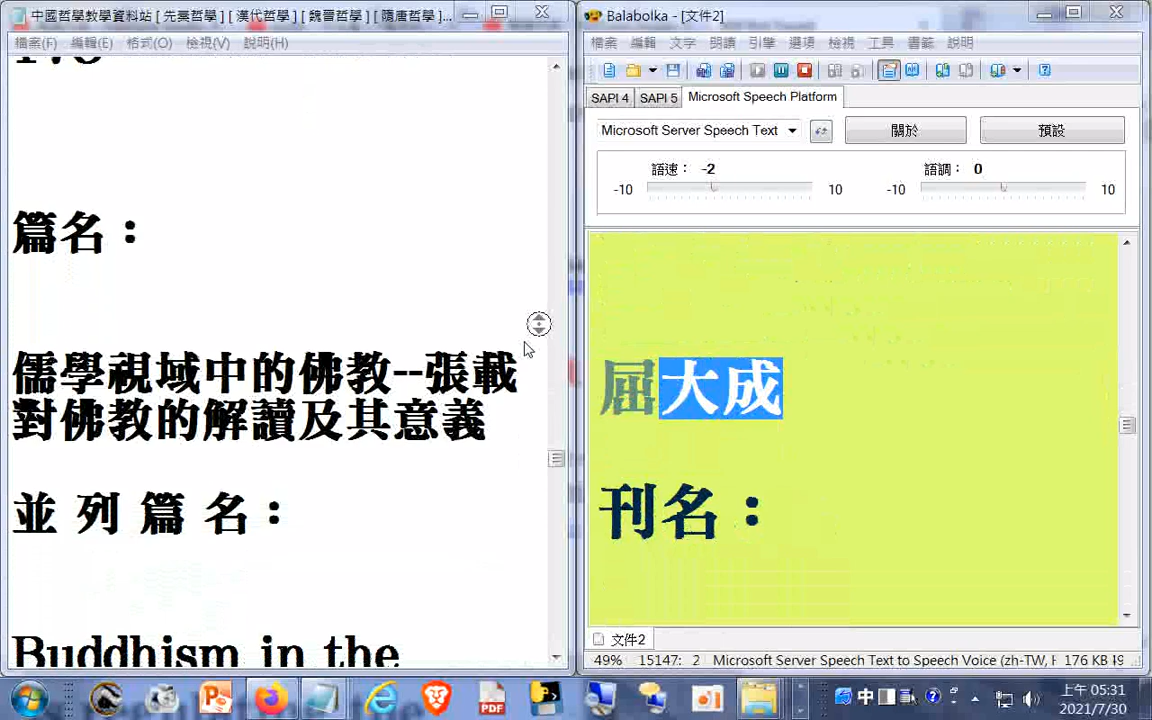 中國哲學教學資料站 [ 先秦哲學 ] [ 漢代哲學 ] [ 魏晉哲學 ] [ 隋唐哲學 ]...
檔案(F) 編輯(E) 格式(O) 檢視(V) 說明(H)
篇名：
儒學視域中的佛教--張載
對佛教的解讀及其意義
並 列 篇 名：
Buddhism in the
Balabolka - [文件2]
檔案 編輯 文字 朗讀 引擎 選項 檢視 工具 書籤 說明
SAPI 4 SAPI 5 Microsoft Speech Platform
Microsoft Server Speech Text 關於 預設
語速： -2 語調： 0
-10 10 -10 10
屈大成
刊名：
文件2
49% 15147: 2 Microsoft Server Speech Text to Speech Voice (zh-TW, H 176 KB
PDF 中 上午 05:31
2021/7/30